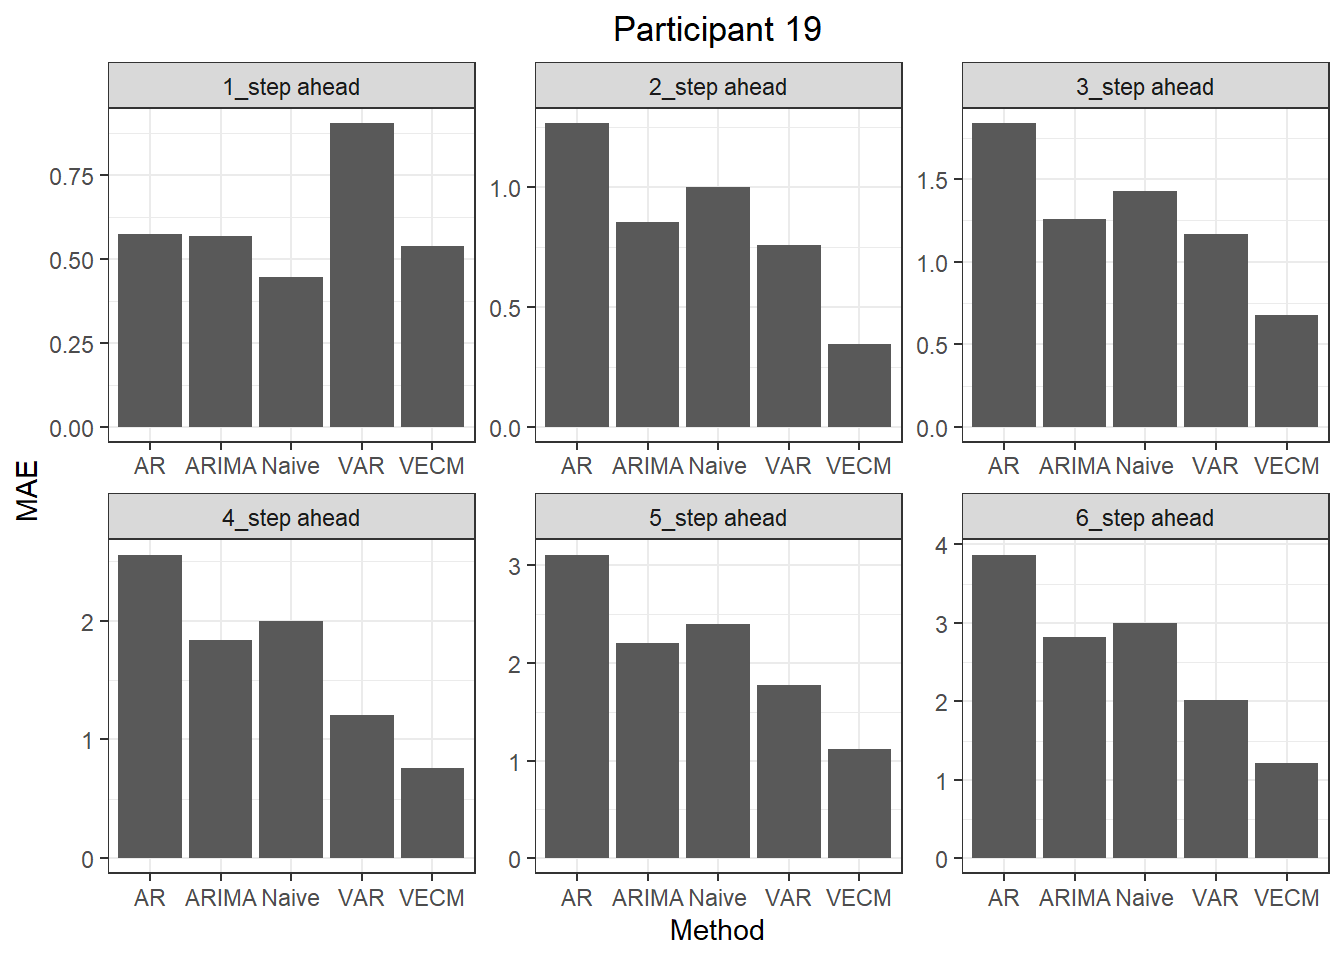 Participant 19
1_step ahead
2_step ahead
3_step ahead
0.75
0.50
0.25
0.00
1.0
0.5
0.0
1.5
1.0
0.5
0.0
AR ARIMA Naive VAR VECM
AR ARIMA Naive VAR VECM
AR ARIMA Naive VAR VECM
MAE
4_step ahead
5_step ahead
6_step ahead
2
1
0
3
2
1
0
4
3
2
1
0
AR ARIMA Naive VAR VECM
AR ARIMA Naive VAR VECM
AR ARIMA Naive VAR VECM
Method